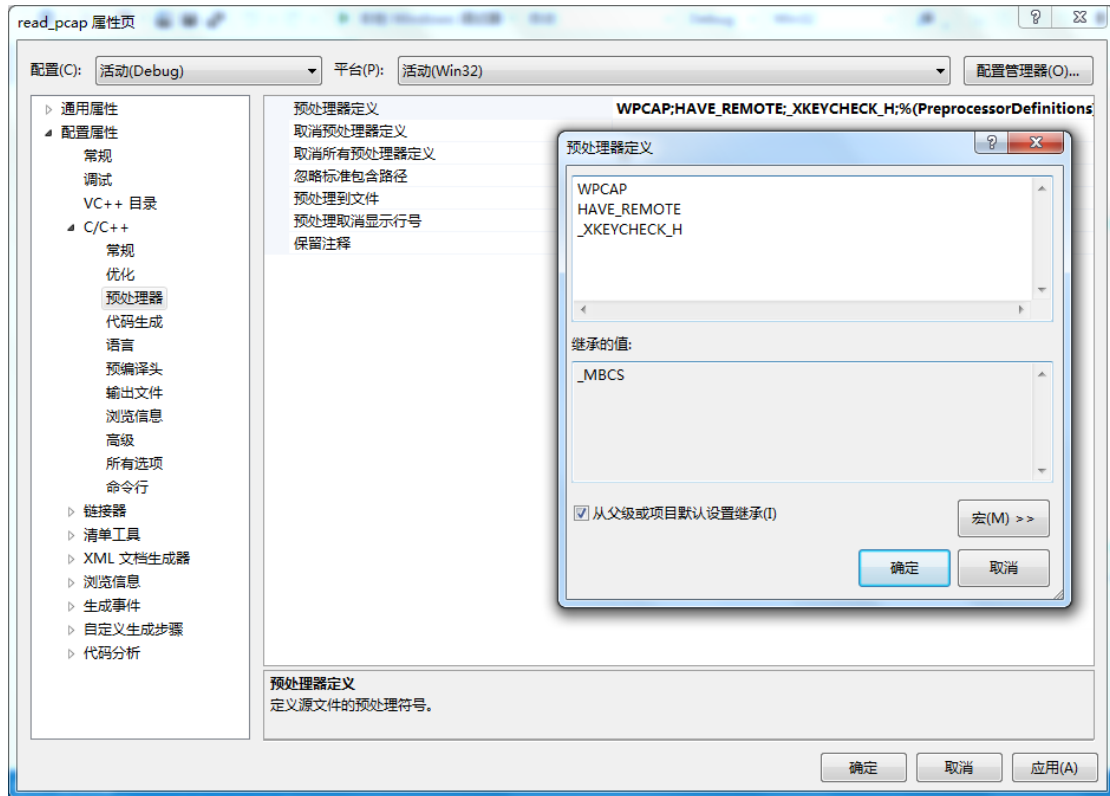 read_pcap 属性页
配置(C): 活动(Debug) 平台(P): 活动(Win32) 配置管理器(O)...
通用属性
配置属性
常规
调试
VC++ 目录
C/C++
常规
优化
预处理器
代码生成
语言
预编译头
输出文件
浏览信息
高级
所有选项
命令行
链接器
清单工具
XML 文档生成器
浏览信息
生成事件
自定义生成步骤
代码分析
预处理器定义 WPCAP;HAVE_REMOTE;_XKEYCHECK_H;%(PreprocessorDefinitions)
取消预处理器定义
取消所有预处理器定义
忽略标准包含路径
预处理到文件
预处理取消显示行号
保留注释
预处理器定义
WPCAP
HAVE_REMOTE
_XKEYCHECK_H
继承的值:
_MBCS
从父级或项目默认设置继承(I)
宏(M) >>
确定 取消
预处理器定义
定义源文件的预处理符号。
确定 取消 应用(A)